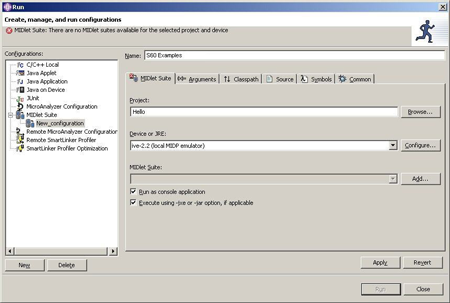 Run
Create, manage, and run configurations
MIDlet Suite: There are no MIDlet suites available for the selected project and device
Configurations:
C/C++ Local
Java Applet
Java Application
Java on Device
JUnit
MicroAnalyzer Configuration
MIDlet Suite
New_configuration
Remote MicroAnalyzer Configuration
Remote SmartLinker Profiler
SmartLinker Profiler Optimization
New
Delete
Name: S60 Examples
MIDlet Suite Arguments Classpath Source Symbols Common
Project:
Hello
Browse...
Device or JRE:
ive-2.2 (local MIDP emulator)
Configure...
MIDlet Suite:
Add...
Run as console application
Execute using -jxe or -jar option, if applicable
Apply
Revert
Run
Close